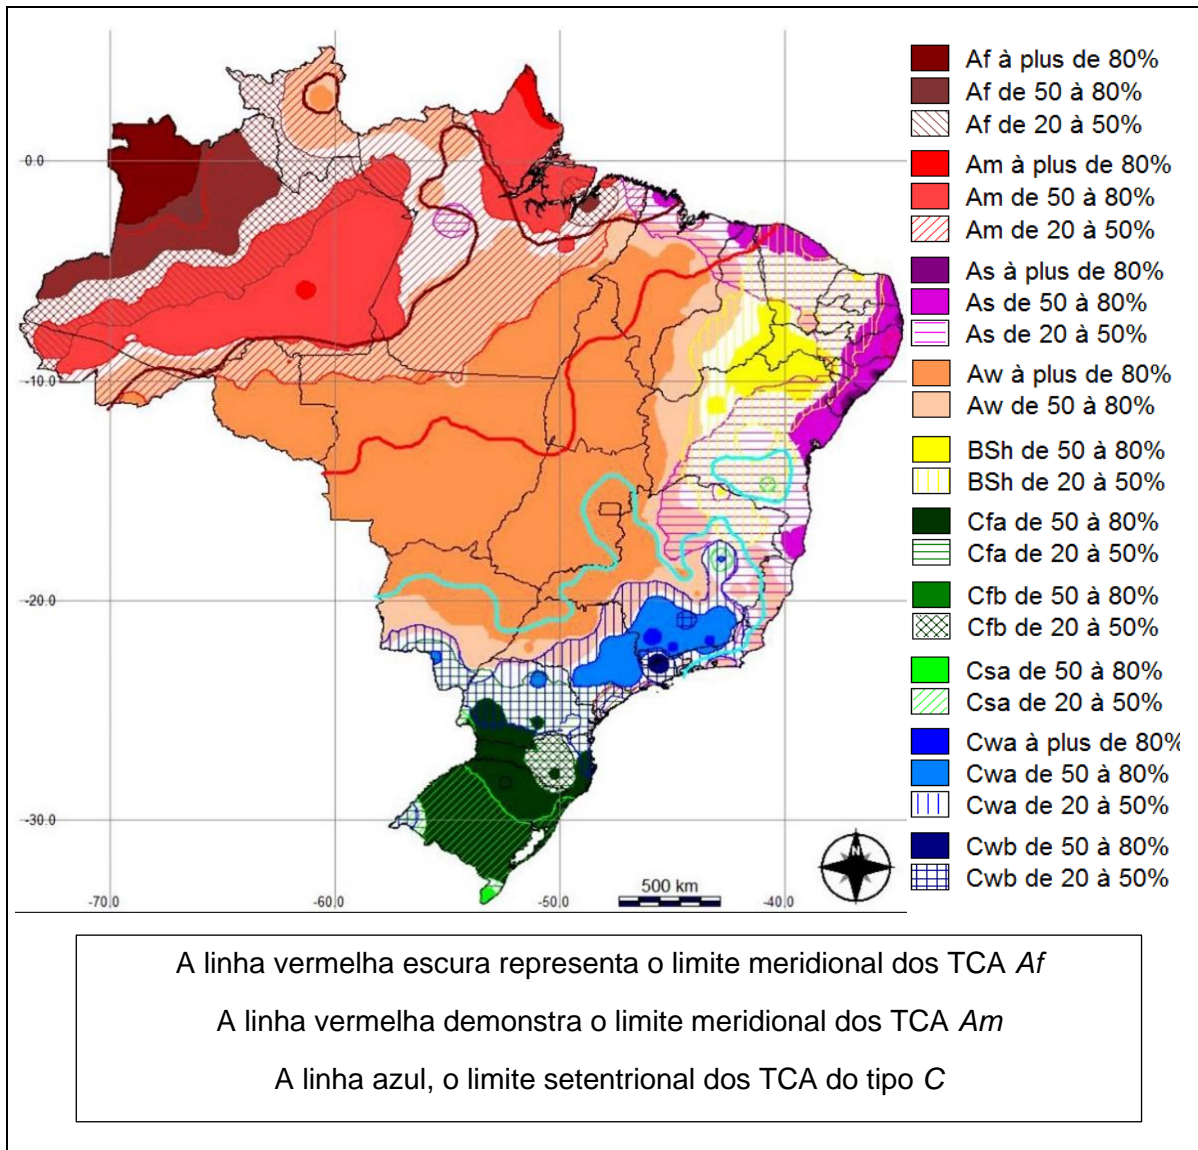 Af à plus de 80%
Af de 50 à 80%
Af de 20 à 50%
Am à plus de 80%
Am de 50 à 80%
Am de 20 à 50%
As à plus de 80%
As de 50 à 80%
As de 20 à 50%
Aw à plus de 80%
Aw de 50 à 80%
BSh de 50 à 80%
BSh de 20 à 50%
Cfa de 50 à 80%
Cfa de 20 à 50%
Cfb de 50 à 80%
Cfb de 20 à 50%
Csa de 50 à 80%
Csa de 20 à 50%
Cwa à plus de 80%
Cwa de 50 à 80%
Cwa de 20 à 50%
Cwb de 50 à 80%
Cwb de 20 à 50%
0.0
-10.0
-20.0
-30.0
-70.0
-60.0
-50.0
-40.0
500 km
N
A linha vermelha escura representa o limite meridional dos TCA Af
A linha vermelha demonstra o limite meridional dos TCA Am
A linha azul, o limite setentrional dos TCA do tipo C